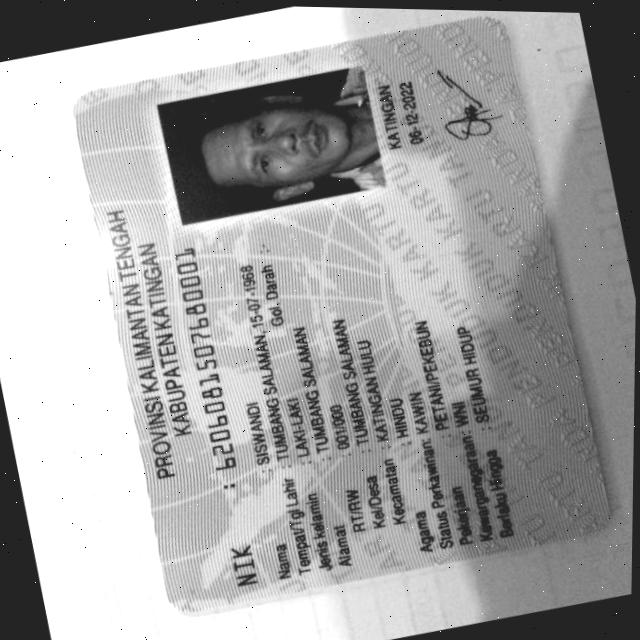 PROVINSI KALIMANTAN TENGAH
KABUPATEN KATINGAN
NIK : 6206081507680001
Nama : SISWANDI
Tempat/Tgl Lahir : TUMBANG SALAMAN, 15-07-1968
Jenis kelamin : LAKI-LAKI Gol. Darah : -
Alamat : TUMBANG SALAMAN
RT/RW : 001/000
Kel/Desa : TUMBANG SALAMAN
Kecamatan : KATINGAN HULU
Agama : HINDU
Status Perkawinan: KAWIN
Pekerjaan : PETANI/PEKEBUN
Kewarganegaraan: WNI
Berlaku Hingga : SEUMUR HIDUP
KATINGAN
06-12-2022